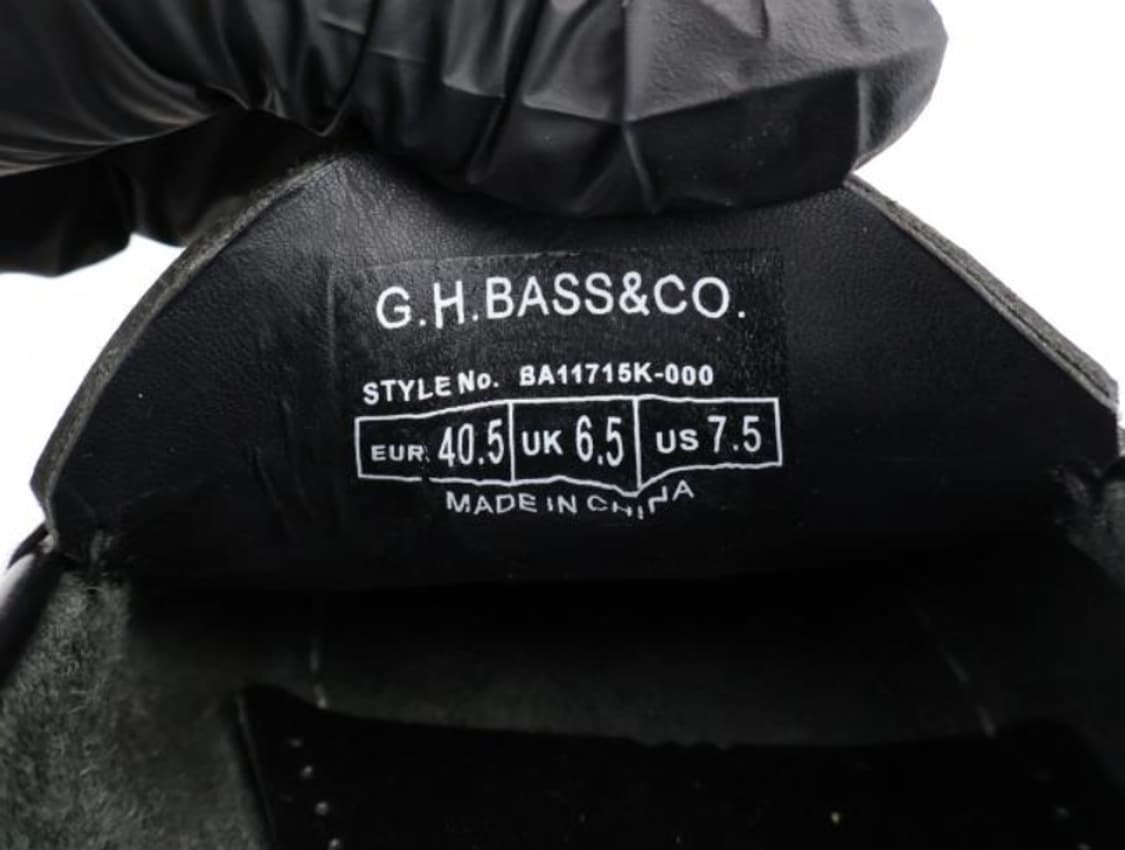 G.H.BASS&CO.
STYLE No. BA11715K-000
EUR. 40.5 UK 6.5 US 7.5
MADE IN CHINA